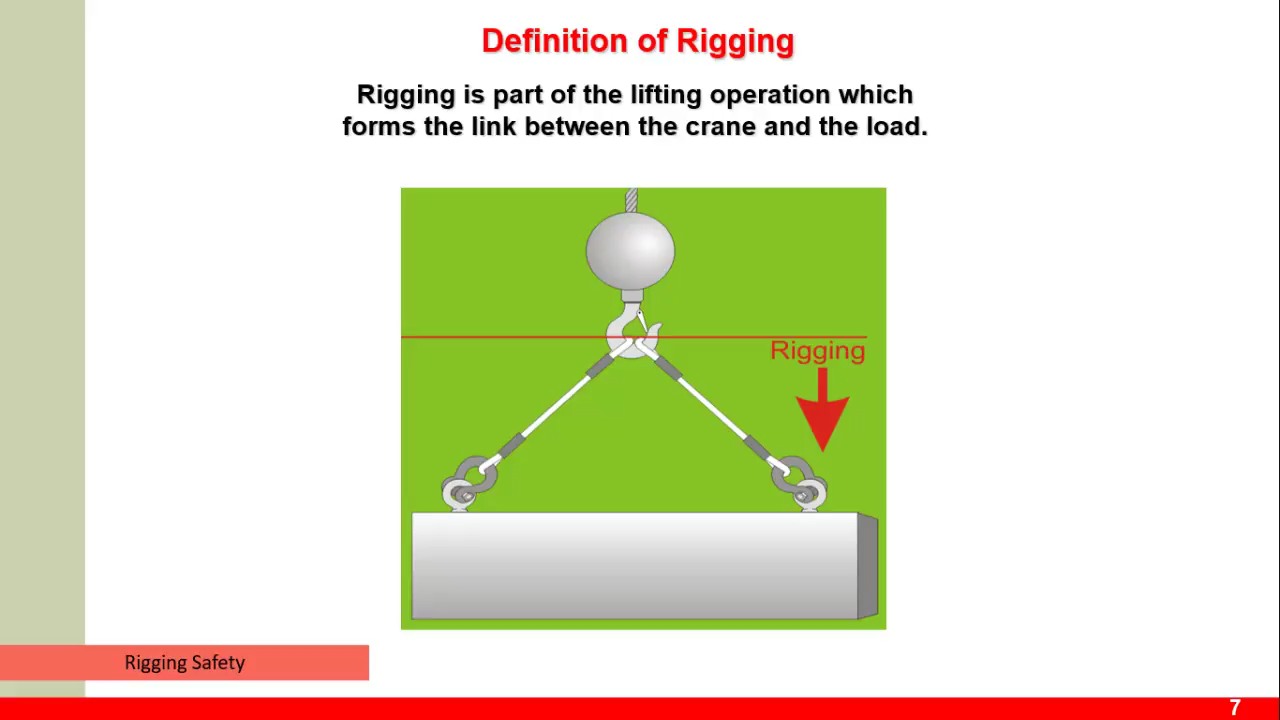 Definition of Rigging
Rigging is part of the lifting operation which
forms the link between the crane and the load.
Rigging
Rigging Safety
7